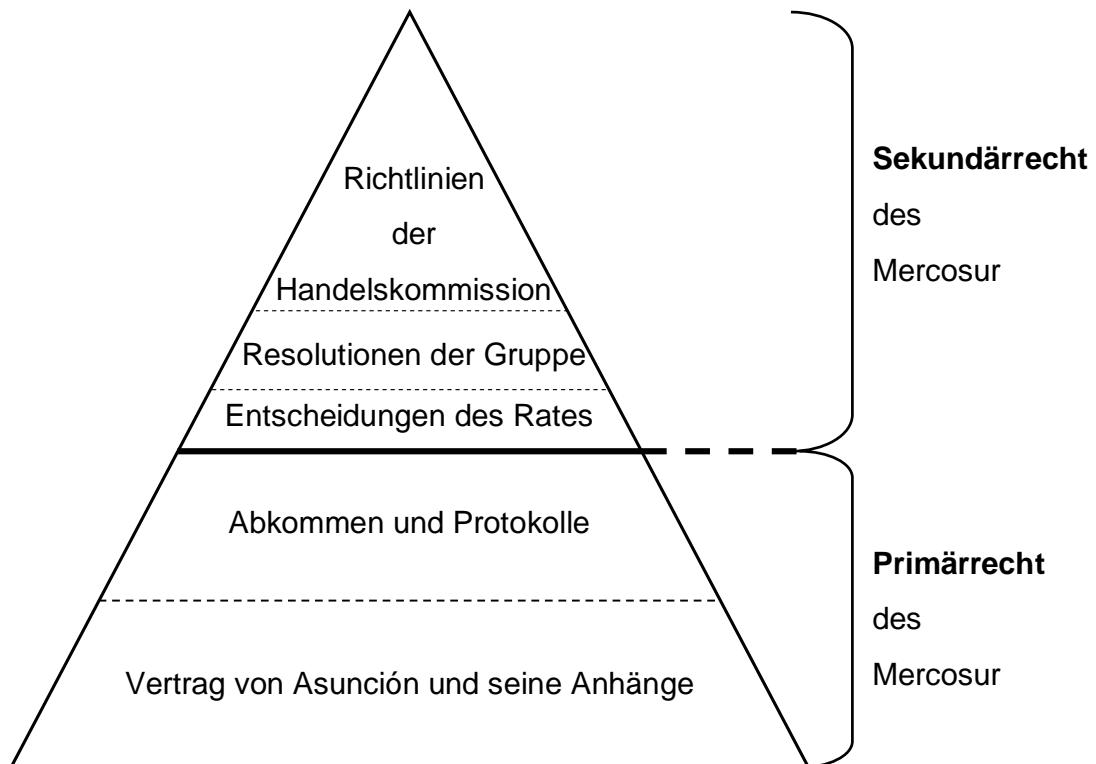 Richtlinien
der
Handelskommission
Resolutionen der Gruppe
Entscheidungen des Rates
Abkommen und Protokolle
Vertrag von Asunción und seine Anhänge
Sekundärrecht
des
Mercosur
Primärrecht
des
Mercosur